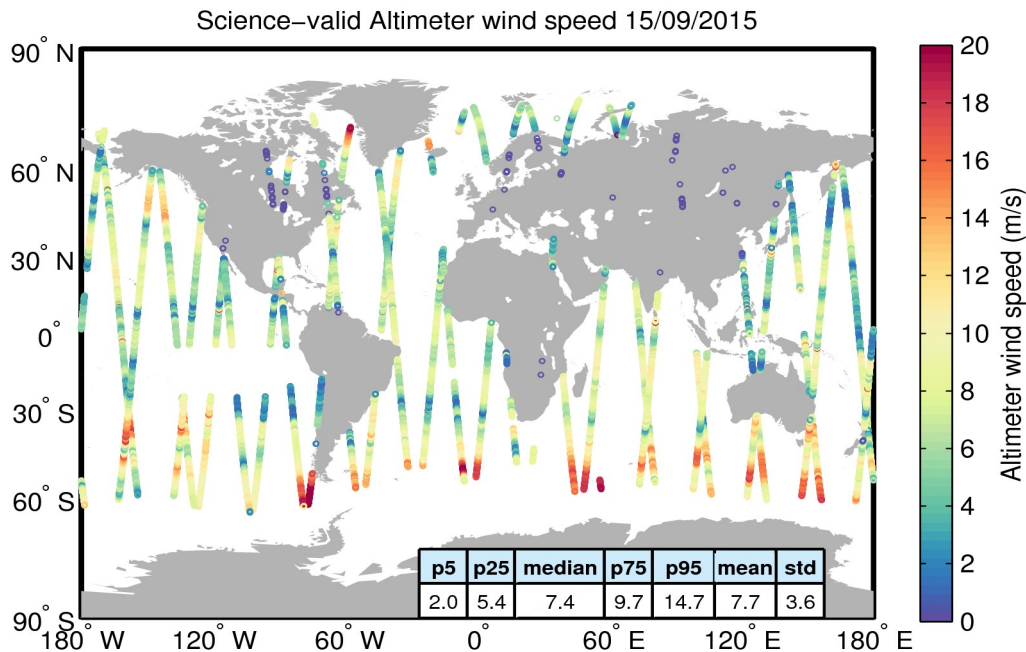 Science−valid Altimeter wind speed 15/09/2015
90° N
60° N
30° N
0°
30° S
60° S
90° S
180° W
120° W
60° W
0°
60° E
120° E
180° E
p5 p25 median p75 p95 mean std
2.0 5.4 7.4 9.7 14.7 7.7 3.6
20
18
16
14
12
10
8
6
4
2
0
Altimeter wind speed (m/s)